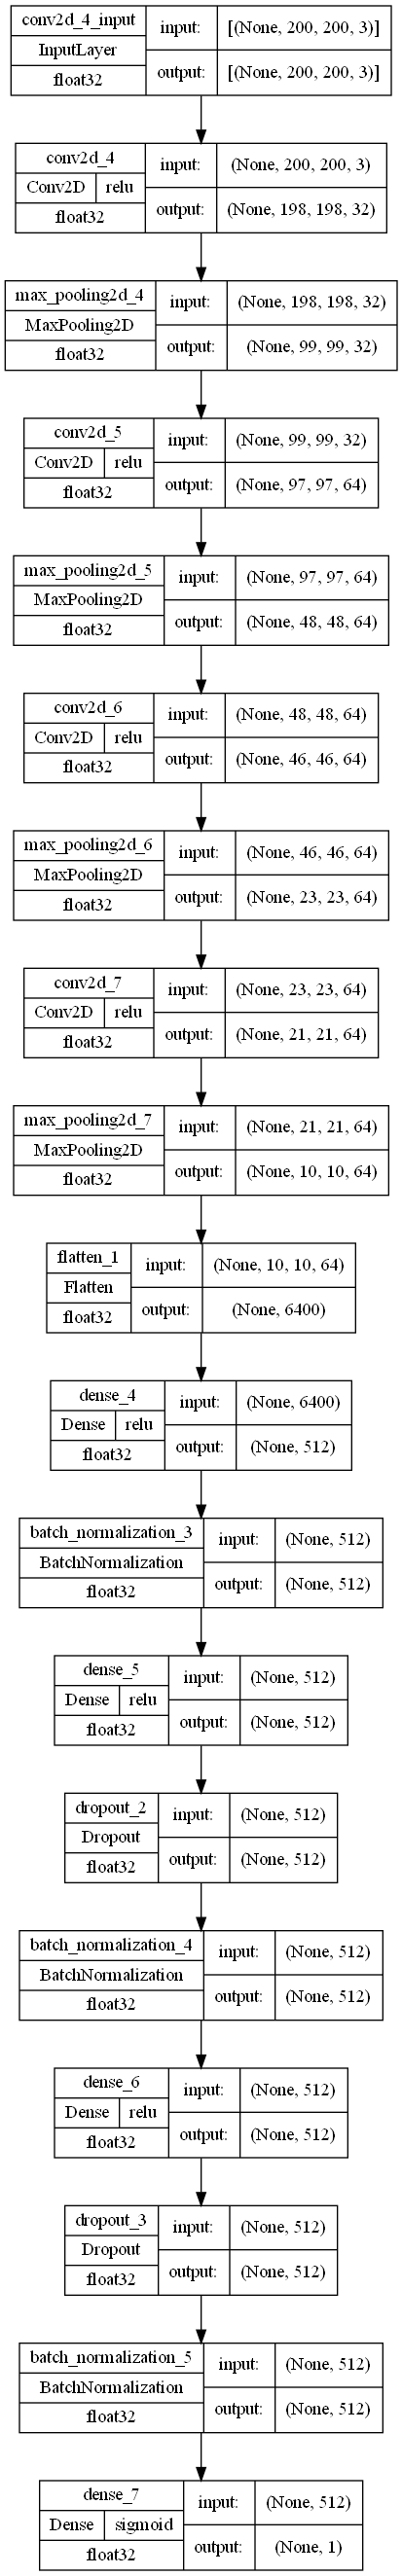 conv2d_4_input input: [(None, 200, 200, 3)]
InputLayer
float32 output: [(None, 200, 200, 3)]
conv2d_4 input: (None, 200, 200, 3)
Conv2D relu
float32 output: (None, 198, 198, 32)
max_pooling2d_4 input: (None, 198, 198, 32)
MaxPooling2D
float32 output: (None, 99, 99, 32)
conv2d_5 input: (None, 99, 99, 32)
Conv2D relu
float32 output: (None, 97, 97, 64)
max_pooling2d_5 input: (None, 97, 97, 64)
MaxPooling2D
float32 output: (None, 48, 48, 64)
conv2d_6 input: (None, 48, 48, 64)
Conv2D relu
float32 output: (None, 46, 46, 64)
max_pooling2d_6 input: (None, 46, 46, 64)
MaxPooling2D
float32 output: (None, 23, 23, 64)
conv2d_7 input: (None, 23, 23, 64)
Conv2D relu
float32 output: (None, 21, 21, 64)
max_pooling2d_7 input: (None, 21, 21, 64)
MaxPooling2D
float32 output: (None, 10, 10, 64)
flatten_1 input: (None, 10, 10, 64)
Flatten
float32 output: (None, 6400)
dense_4 input: (None, 6400)
Dense relu
float32 output: (None, 512)
batch_normalization_3 input: (None, 512)
BatchNormalization
float32 output: (None, 512)
dense_5 input: (None, 512)
Dense relu
float32 output: (None, 512)
dropout_2 input: (None, 512)
Dropout
float32 output: (None, 512)
batch_normalization_4 input: (None, 512)
BatchNormalization
float32 output: (None, 512)
dense_6 input: (None, 512)
Dense relu
float32 output: (None, 512)
dropout_3 input: (None, 512)
Dropout
float32 output: (None, 512)
batch_normalization_5 input: (None, 512)
BatchNormalization
float32 output: (None, 512)
dense_7 input: (None, 512)
Dense sigmoid
float32 output: (None, 1)